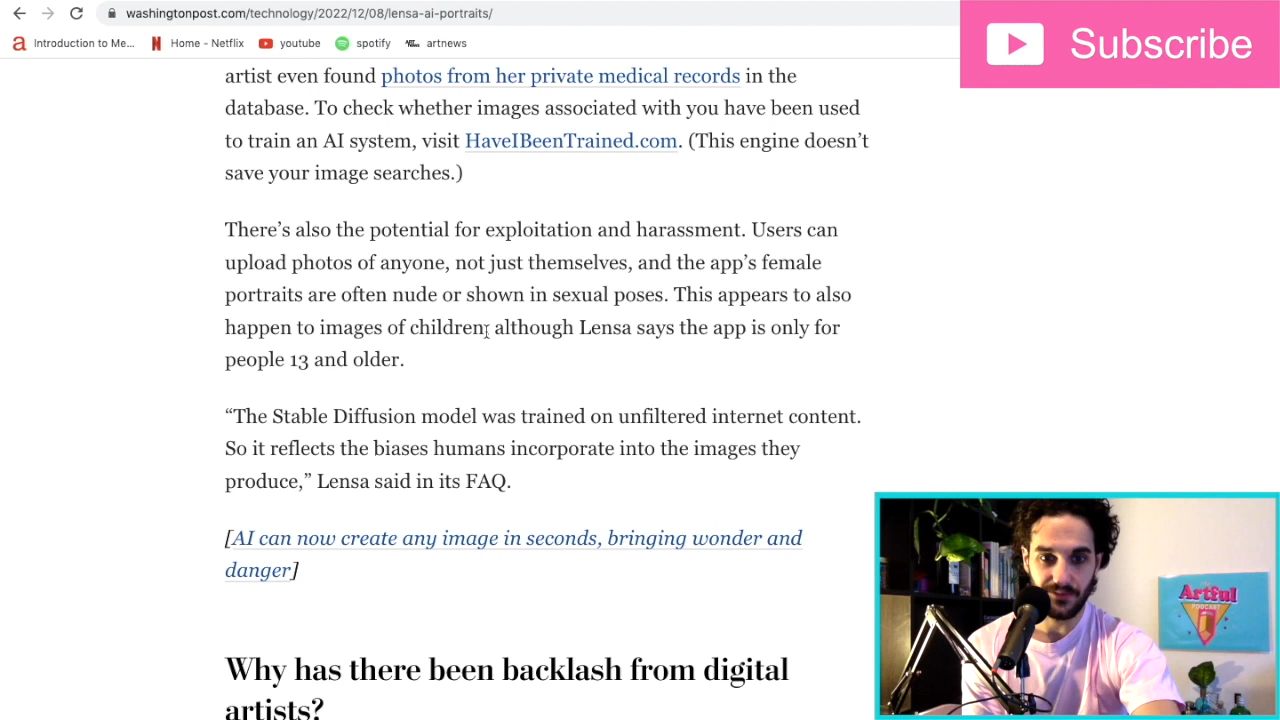 washingtonpost.com/technology/2022/12/08/lensa-ai-portraits/
Subscribe
Introduction to Me...
Home - Netflix
youtube
spotify
artnews
artist even found photos from her private medical records in the
database. To check whether images associated with you have been used
to train an AI system, visit HaveIBeenTrained.com. (This engine doesn’t
save your image searches.)
There’s also the potential for exploitation and harassment. Users can
upload photos of anyone, not just themselves, and the app’s female
portraits are often nude or shown in sexual poses. This appears to also
happen to images of children, although Lensa says the app is only for
people 13 and older.
“The Stable Diffusion model was trained on unfiltered internet content.
So it reflects the biases humans incorporate into the images they
produce,” Lensa said in its FAQ.
[AI can now create any image in seconds, bringing wonder and
danger]
Why has there been backlash from digital
artists?
Artful
PODCAST